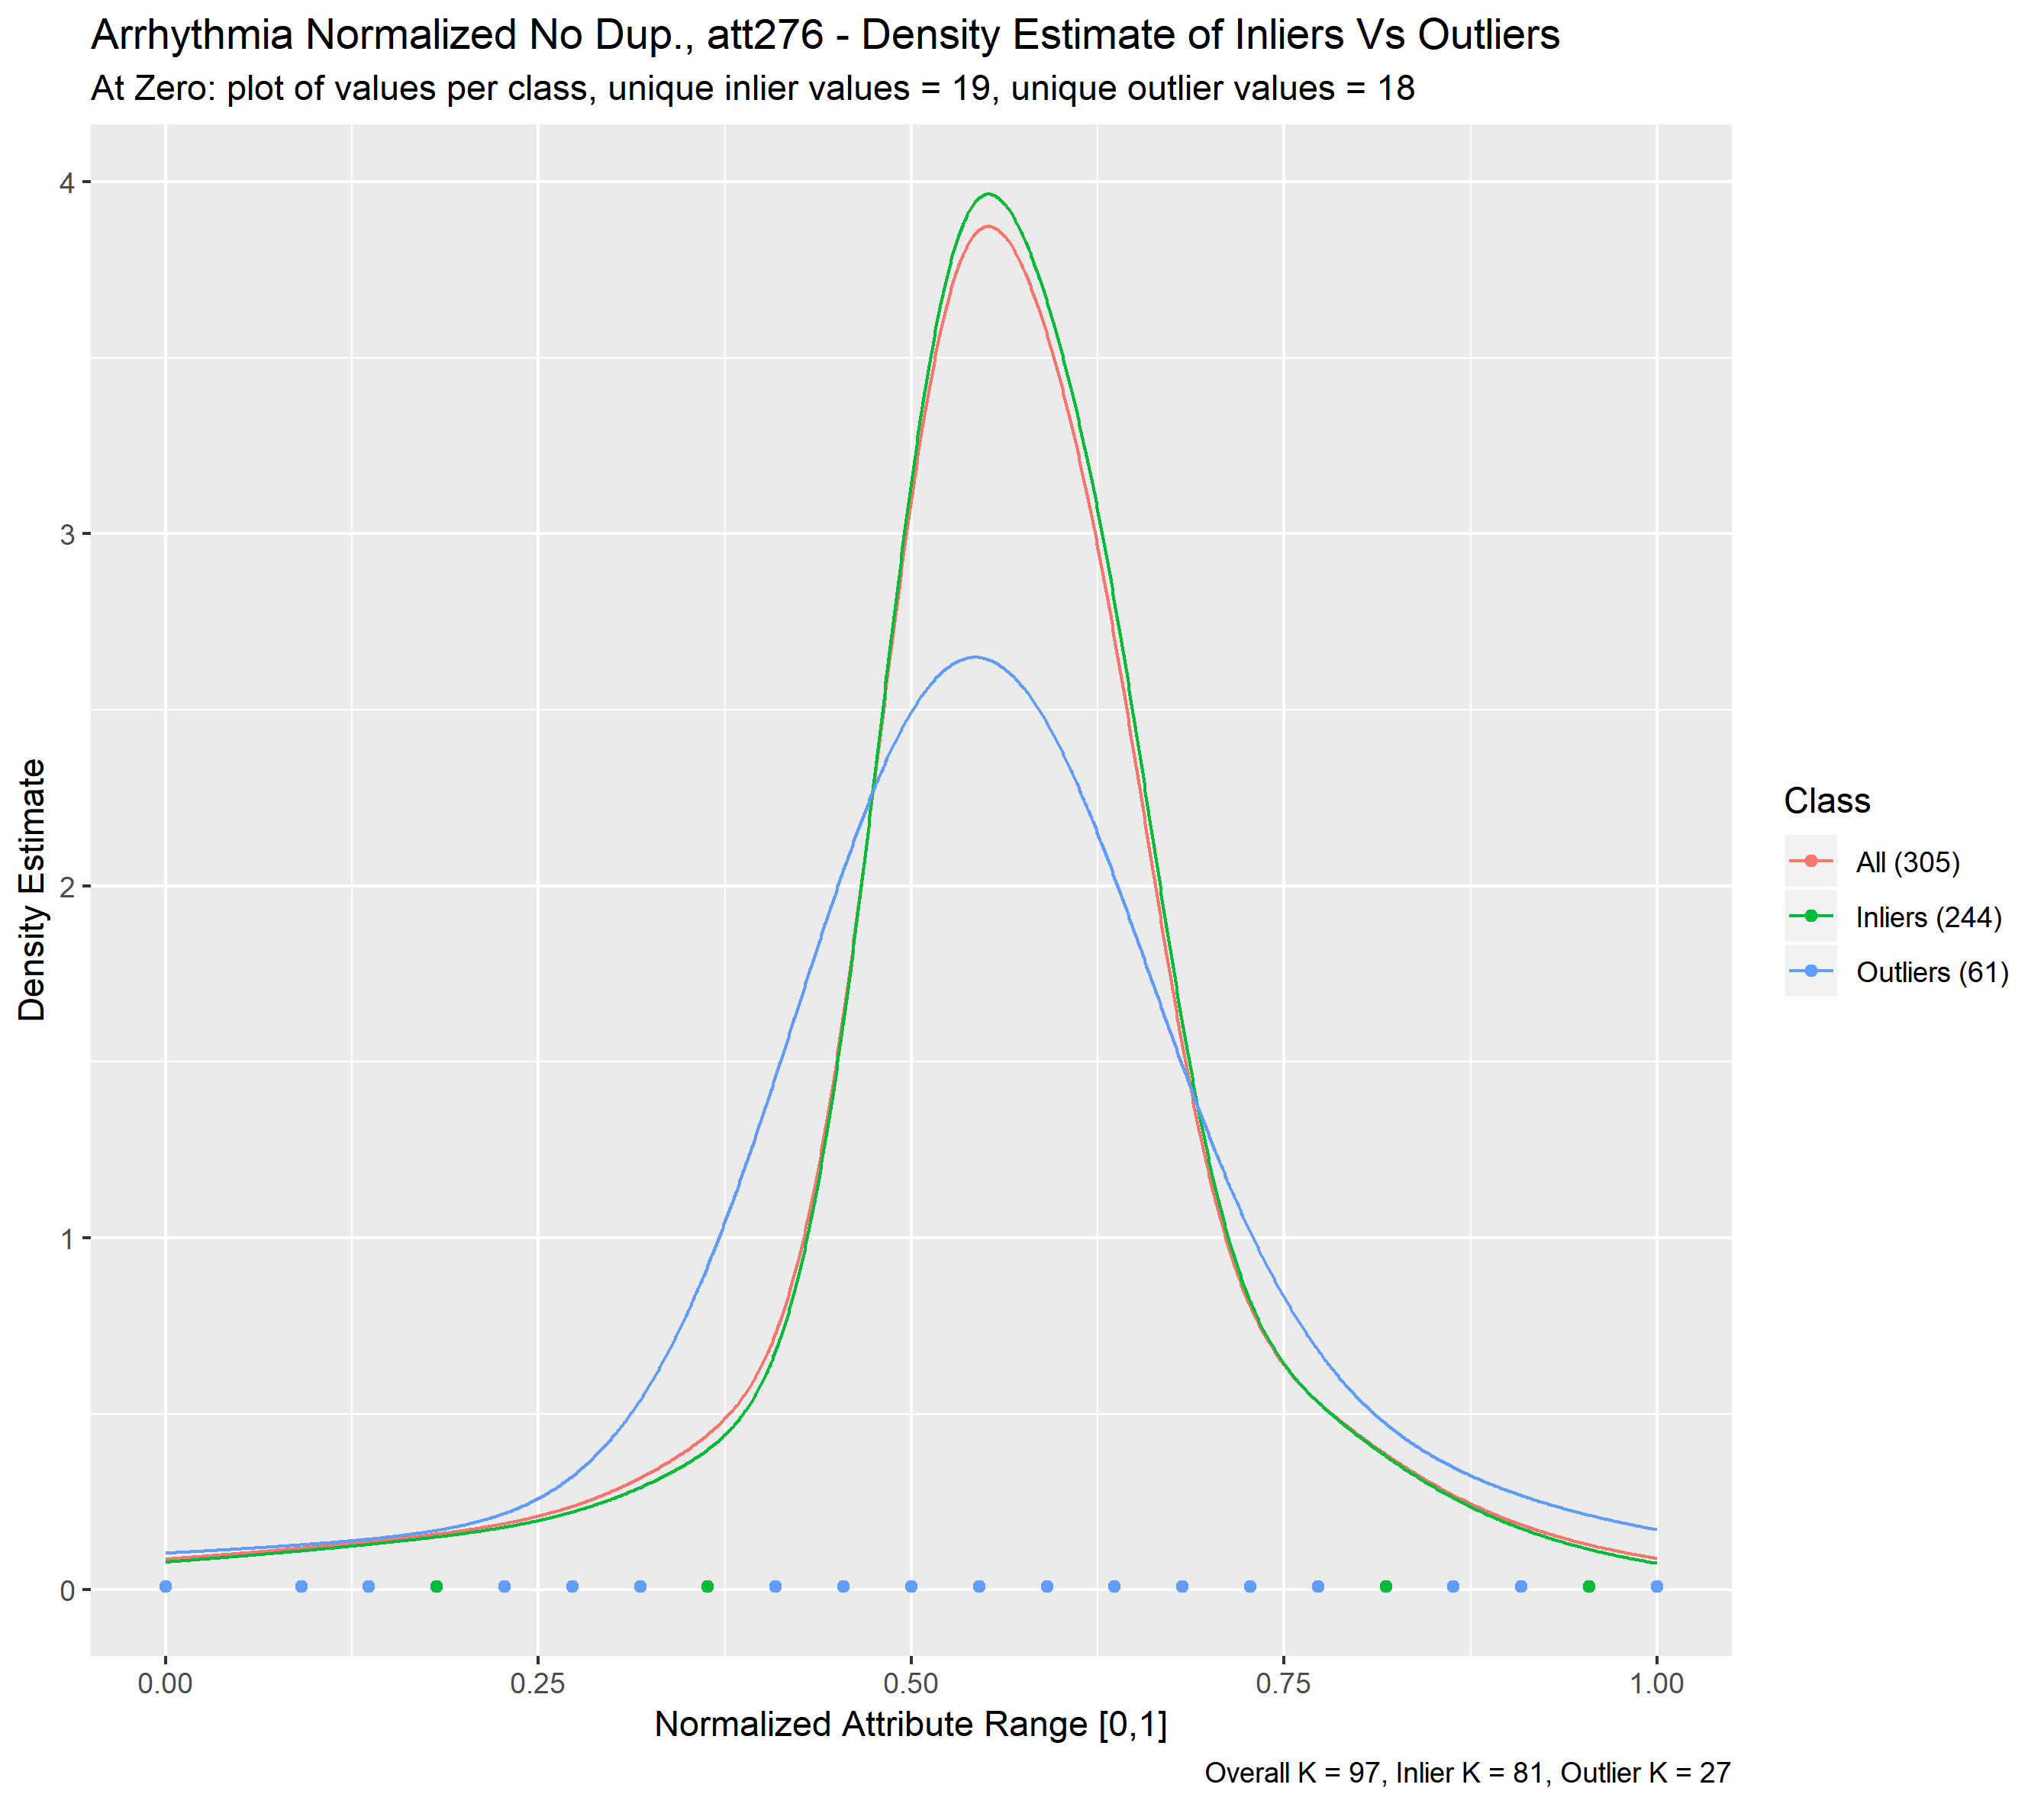 Arrhythmia Normalized No Dup., att276 - Density Estimate of Inliers Vs Outliers
At Zero: plot of values per class, unique inlier values = 19, unique outlier values = 18
Density Estimate
4
3
2
1
0
0.00 0.25 0.50 0.75 1.00
Normalized Attribute Range [0,1]
Class
All (305)
Inliers (244)
Outliers (61)
Overall K = 97, Inlier K = 81, Outlier K = 27